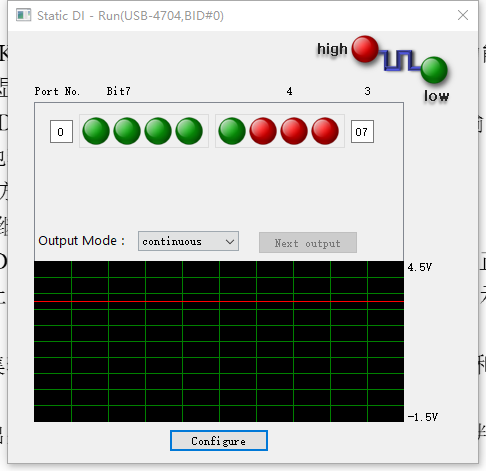 Static DI - Run(USB-4704,BID#0)
high
low
Port No. Bit7 4 3
0 07
Output Mode : continuous Next output
4.5V
-1.5V
Configure